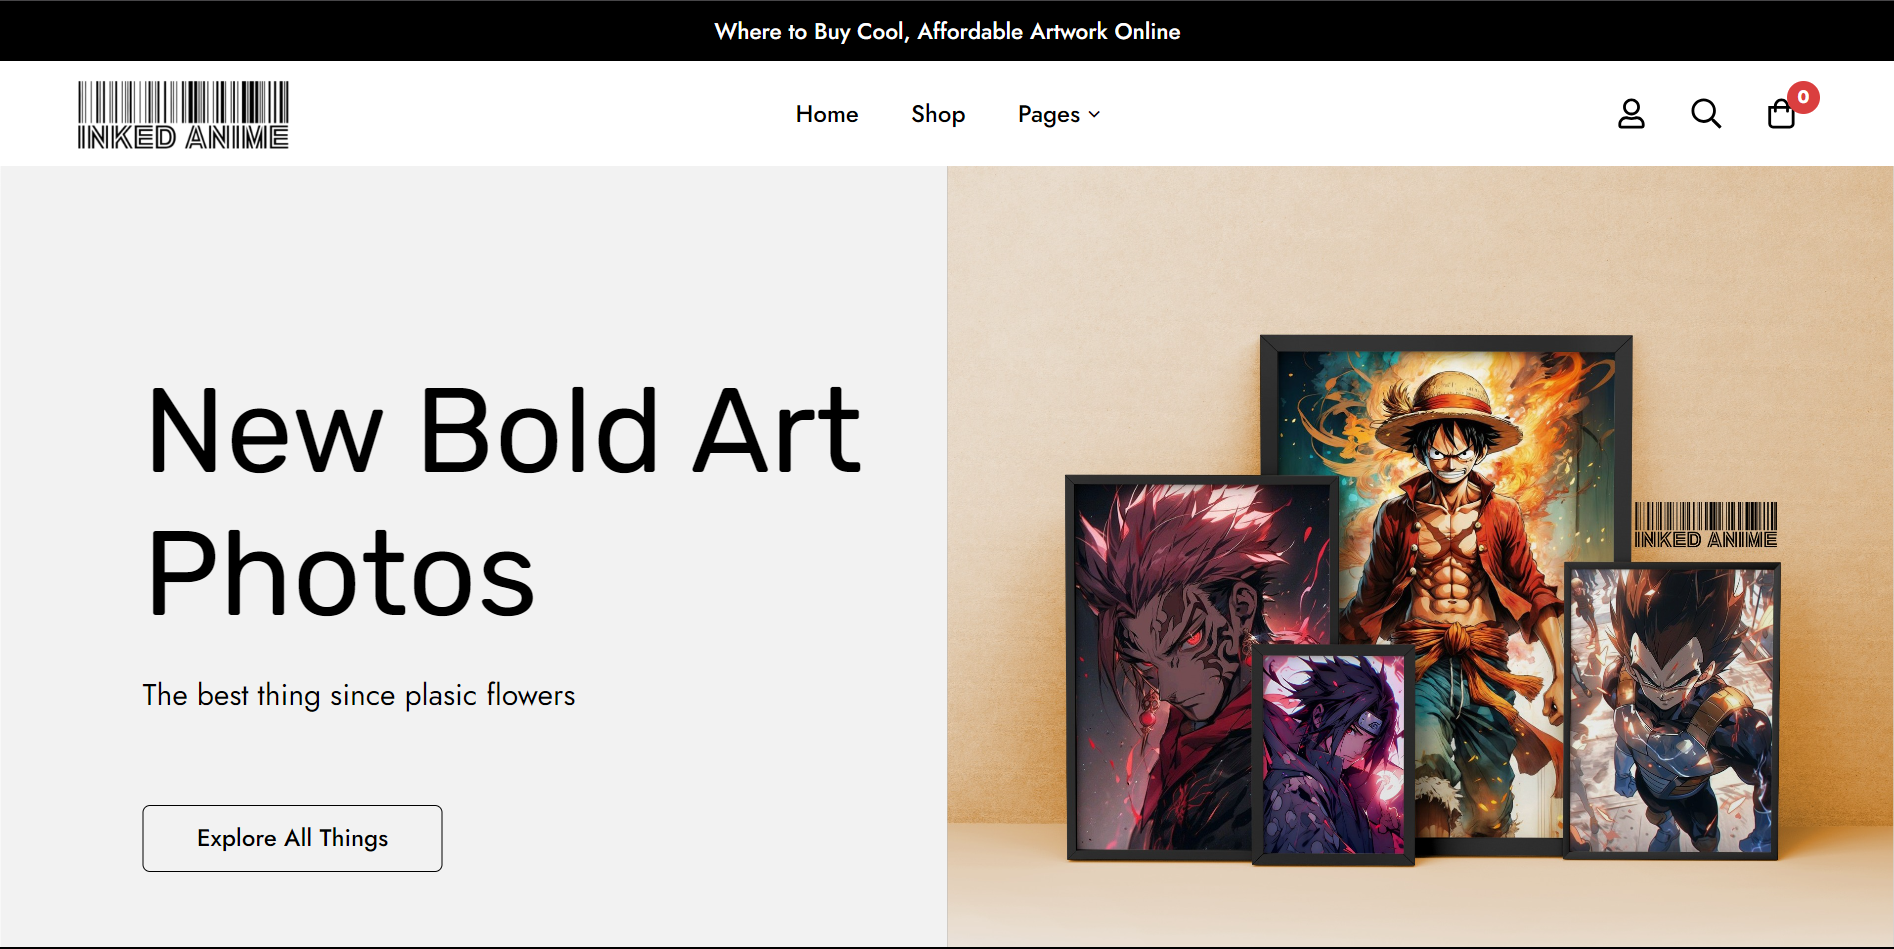 Where to Buy Cool, Affordable Artwork Online
INKED ANIME
Home
Shop
Pages
0
New Bold Art
Photos
The best thing since plasic flowers
Explore All Things
INKED ANIME